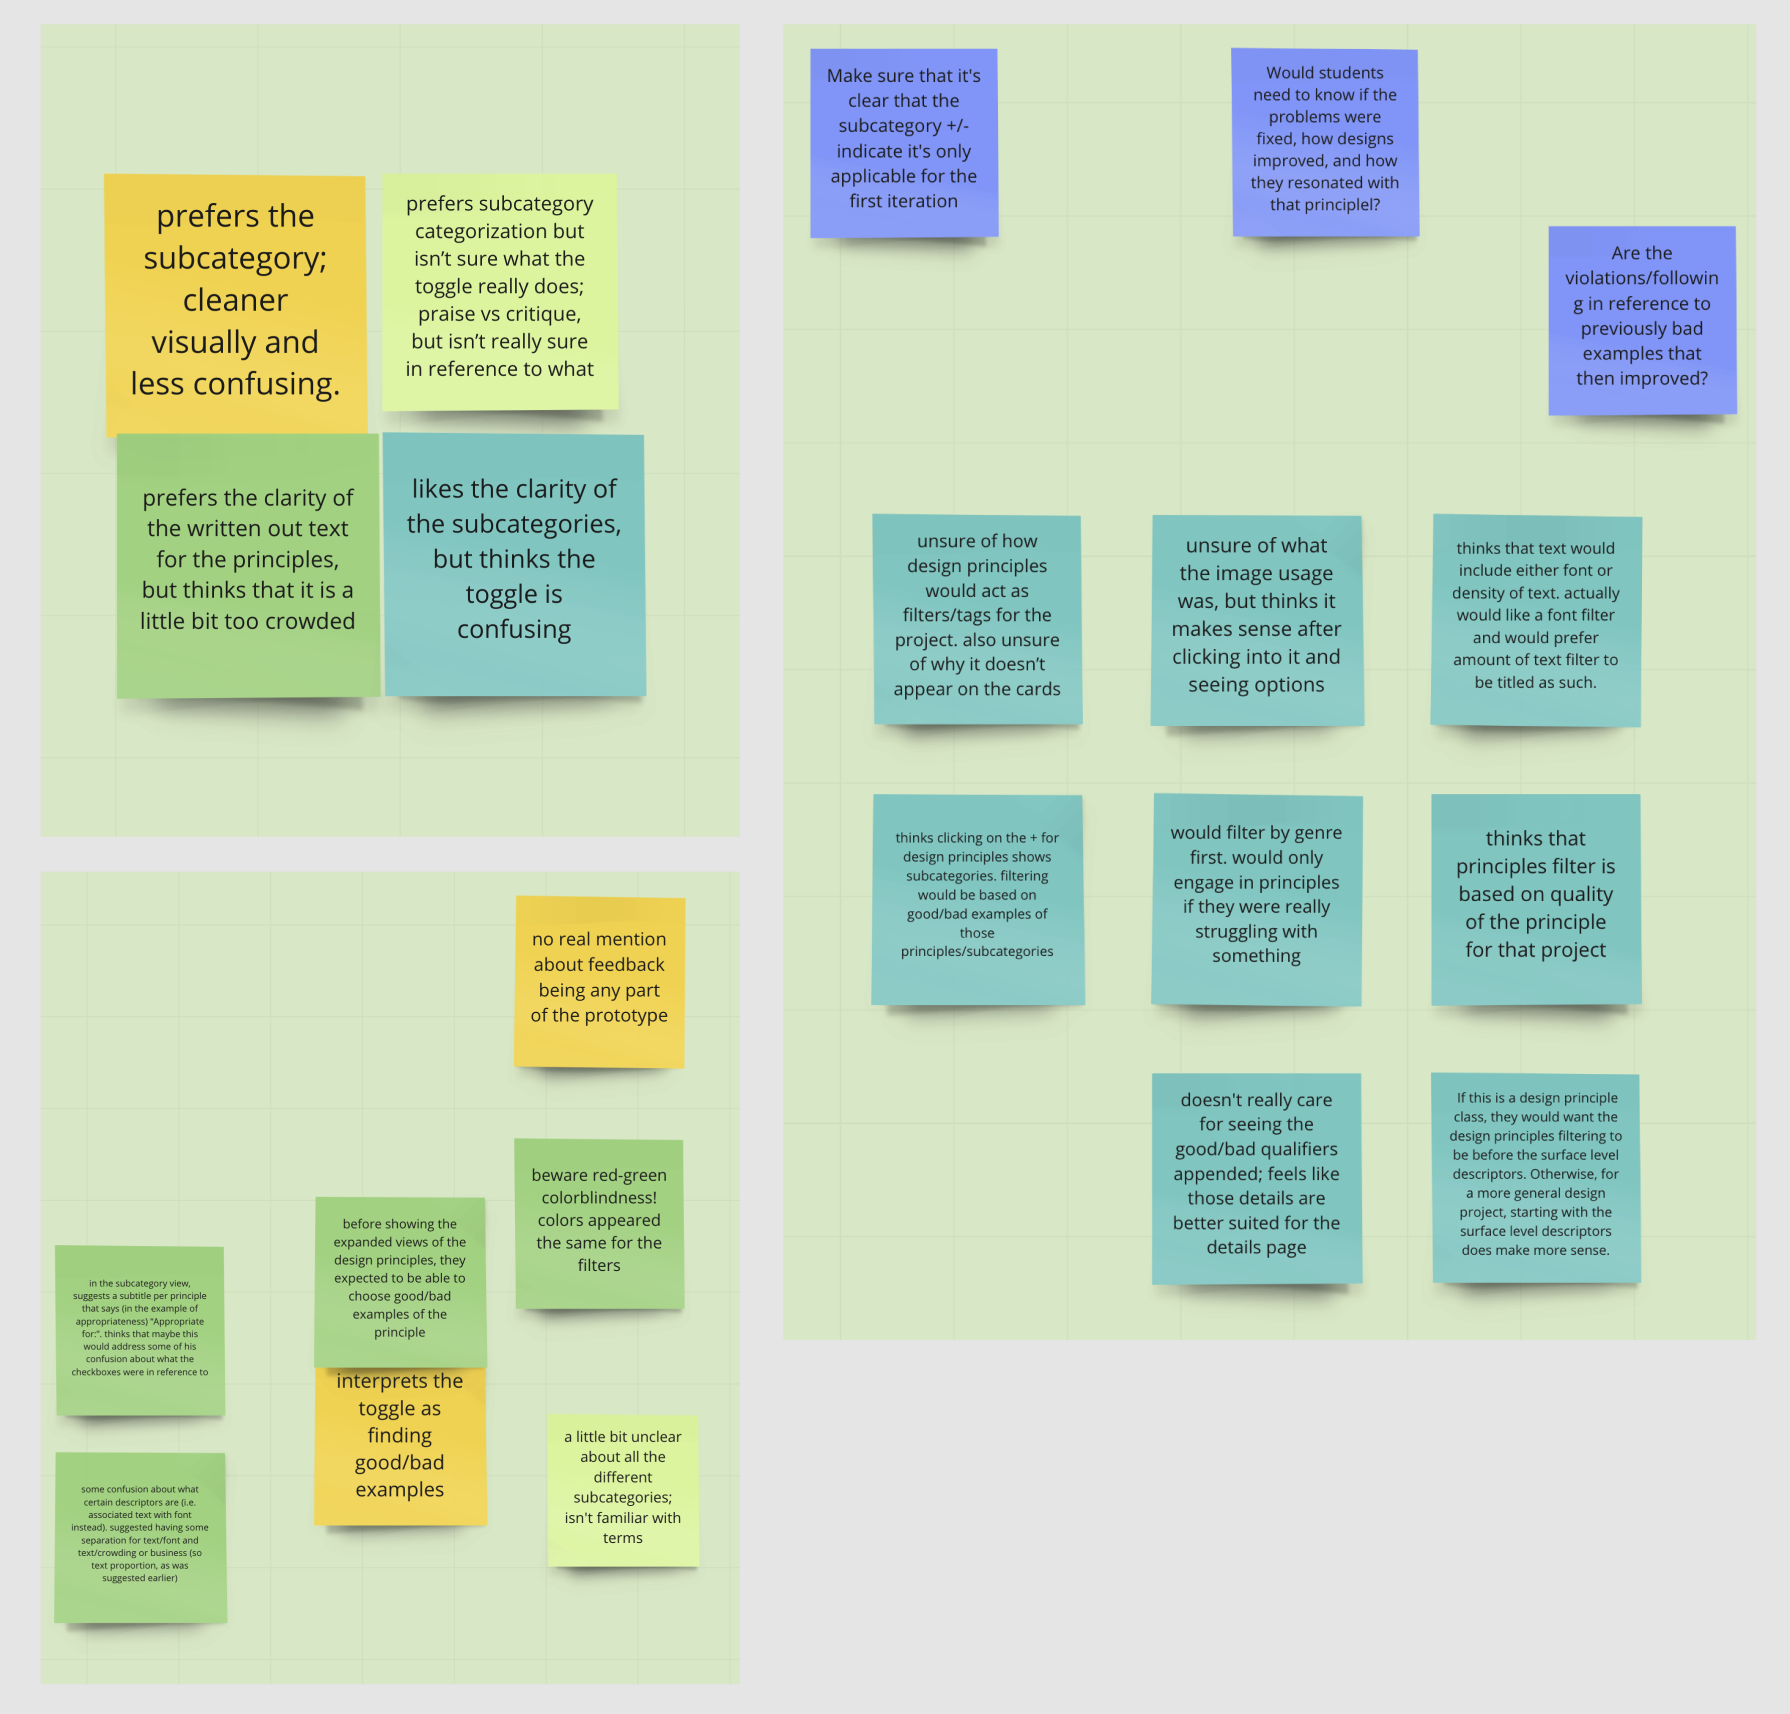 prefers the
subcategory;
cleaner
visually and
less confusing.
prefers subcategory
categorization but
isn’t sure what the
toggle really does;
praise vs critique,
but isn’t really sure
in reference to what
prefers the clarity of
the written out text
for the principles,
but thinks that it is a
little bit too crowded
likes the clarity of
the subcategories,
but thinks the
toggle is
confusing
Make sure that it's
clear that the
subcategory +/-
indicate it's only
applicable for the
first iteration
Would students
need to know if the
problems were
fixed, how designs
improved, and how
they resonated with
that principlel?
Are the
violations/followin
g in reference to
previously bad
examples that
then improved?
unsure of how
design principles
would act as
filters/tags for the
project. also unsure
of why it doesn’t
appear on the cards
unsure of what
the image usage
was, but thinks it
makes sense after
clicking into it and
seeing options
thinks that text would
include either font or
density of text. actually
would like a font filter
and would prefer
amount of text filter to
be titled as such.
thinks clicking on the + for
design principles shows
subcategories. filtering
would be based on
good/bad examples of
those
principles/subcategories
would filter by genre
first. would only
engage in principles
if they were really
struggling with
something
thinks that
principles filter is
based on quality
of the principle
for that project
doesn't really care
for seeing the
good/bad qualifiers
appended; feels like
those details are
better suited for the
details page
If this is a design principle
class, they would want the
design principles filtering to
be before the surface level
descriptors. Otherwise, for
a more general design
project, starting with the
surface level descriptors
does make more sense.
no real mention
about feedback
being any part
of the prototype
beware red-green
colorblindness!
colors appeared
the same for the
filters
before showing the
expanded views of the
design principles, they
expected to be able to
choose good/bad
examples of the
principle
in the subcategory view,
suggests a subtitle per principle
that says (in the example of
appropriateness) “Appropriate
for:”. thinks that maybe this
would address some of his
confusion about what the
checkboxes were in reference to
interprets the
toggle as
finding
good/bad
examples
a little bit unclear
about all the
different
subcategories;
isn't familiar with
terms
some confusion about what
certain descriptors are (i.e.
associated text with font
instead). suggested having some
separation for text/font and
text/crowding or business (so
text proportion, as was
suggested earlier)